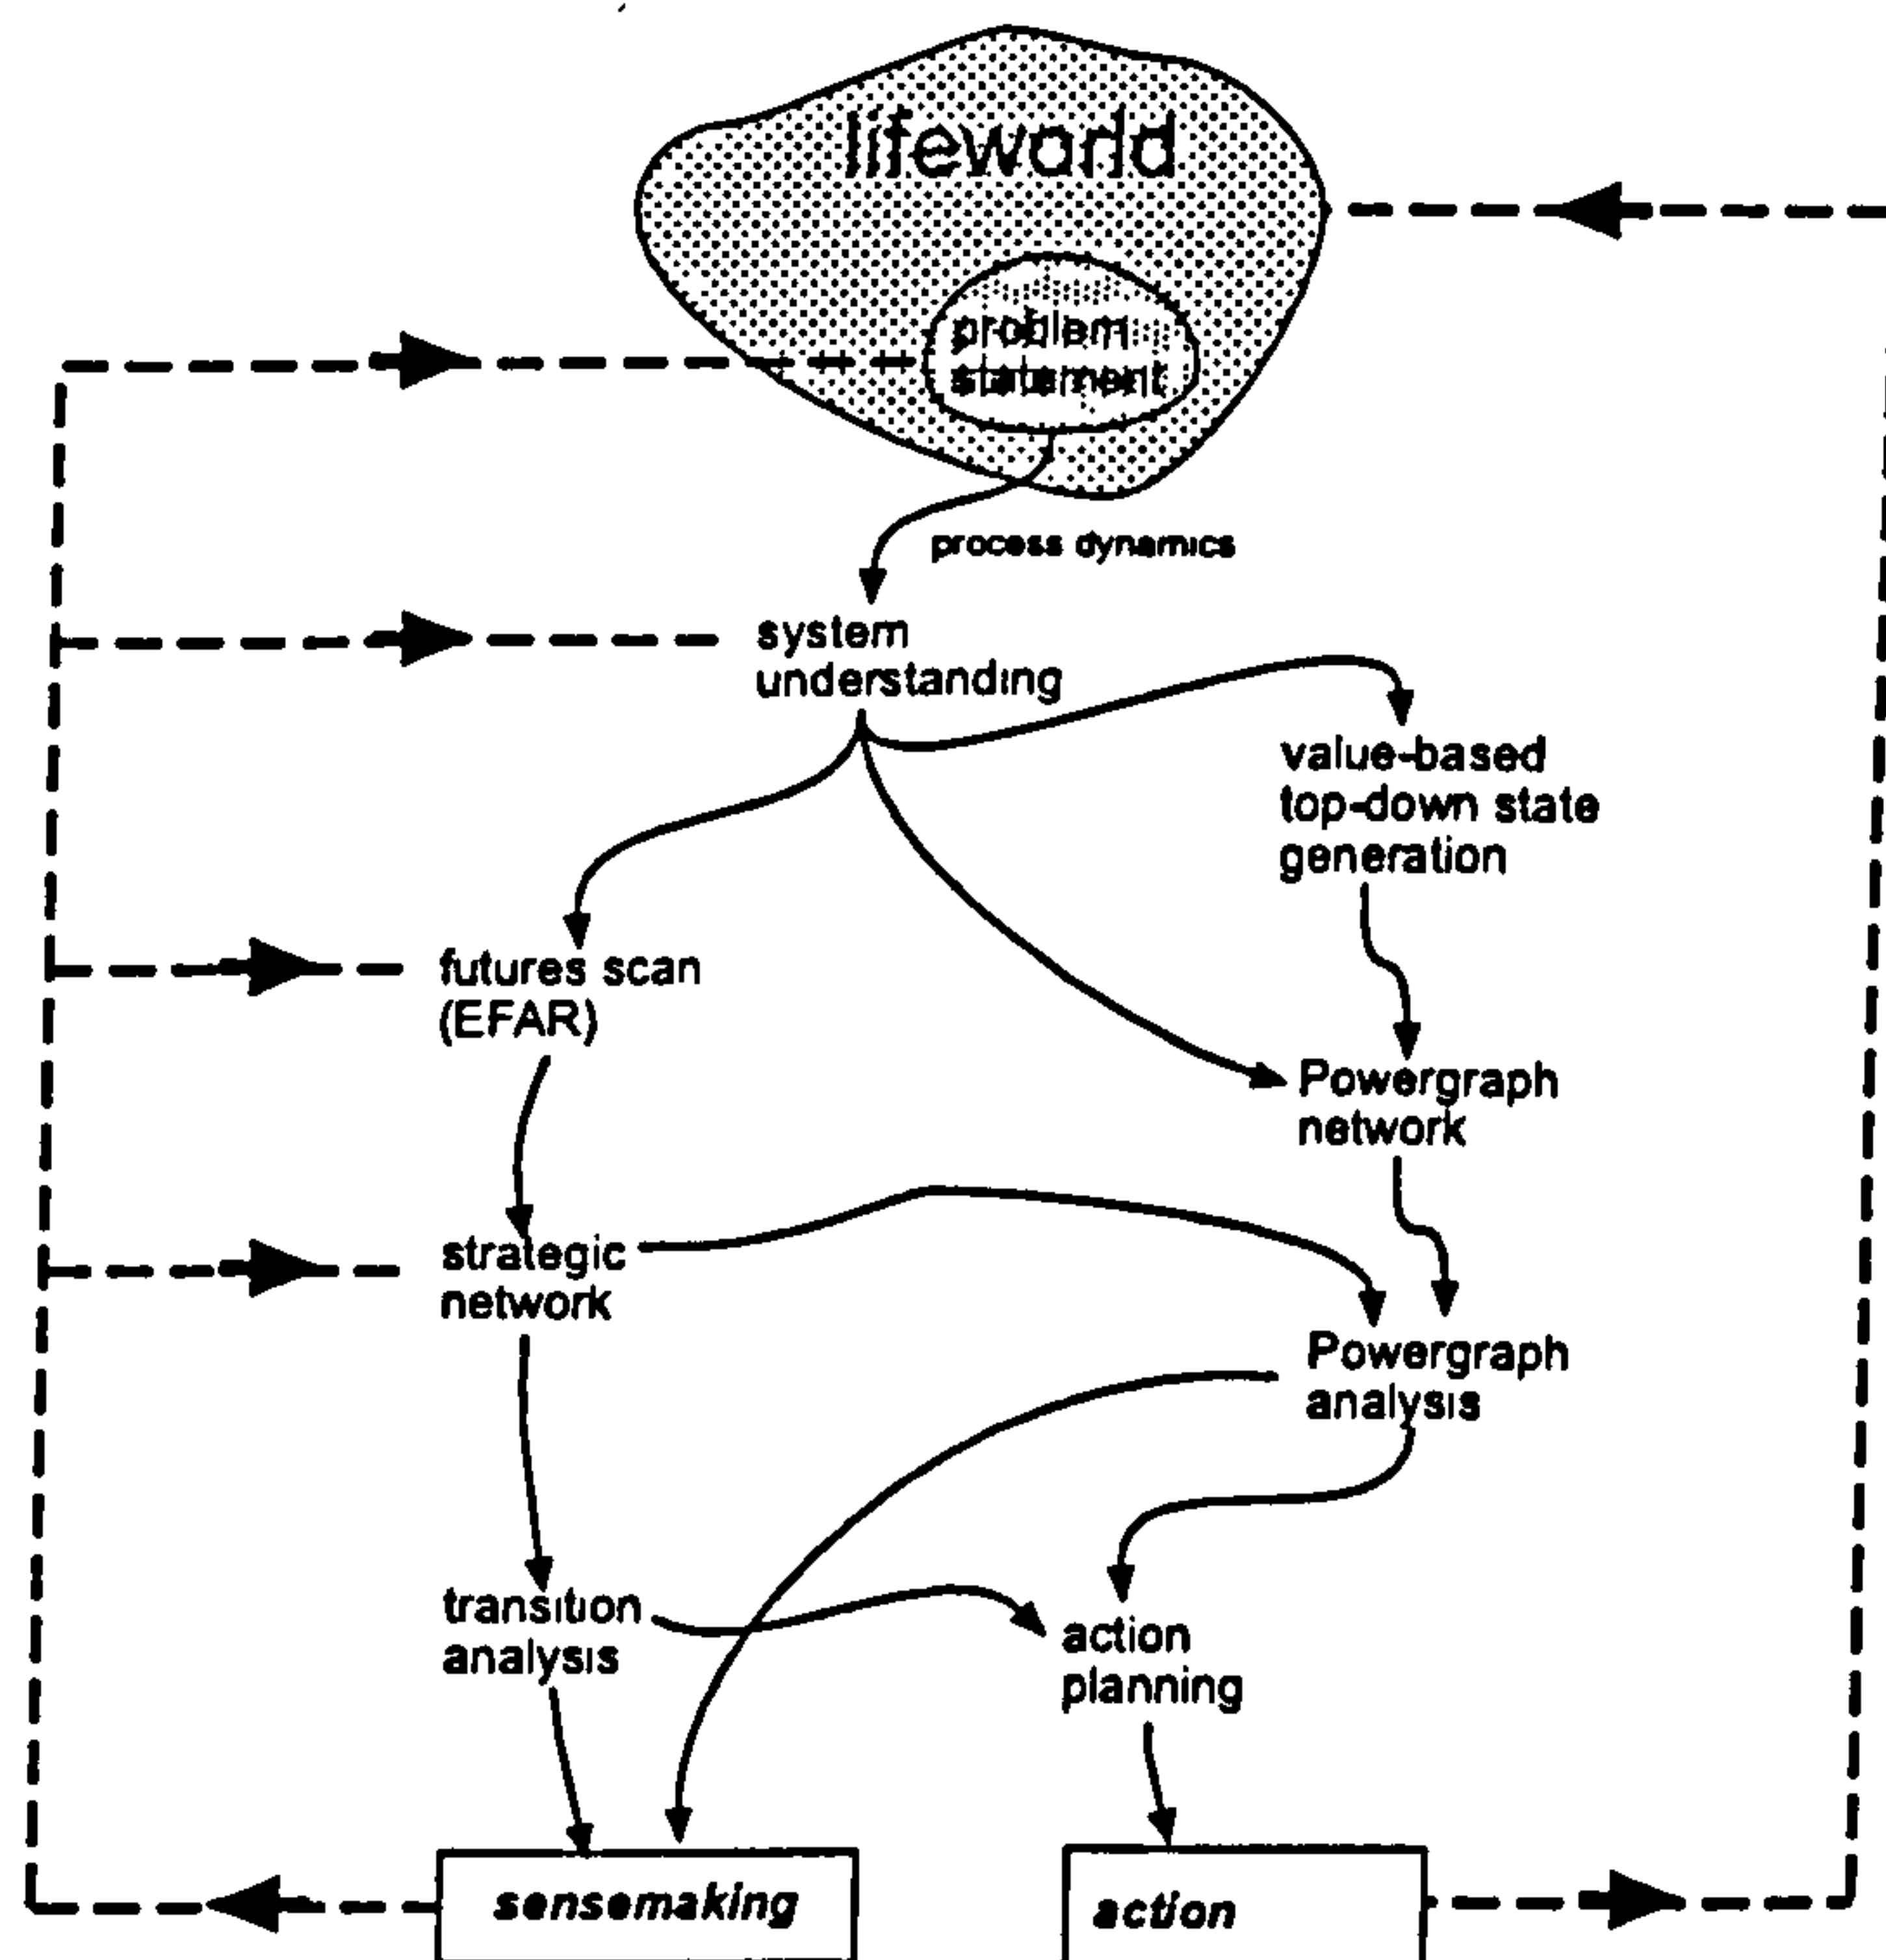 lifeworld
problem
statement
process dynamics
system
understanding
value-based
top-down state
generation
futures scan
(EFAR)
Powergraph
network
strategic
network
Powergraph
analysis
transition
analysis
action
planning
sensemaking
action